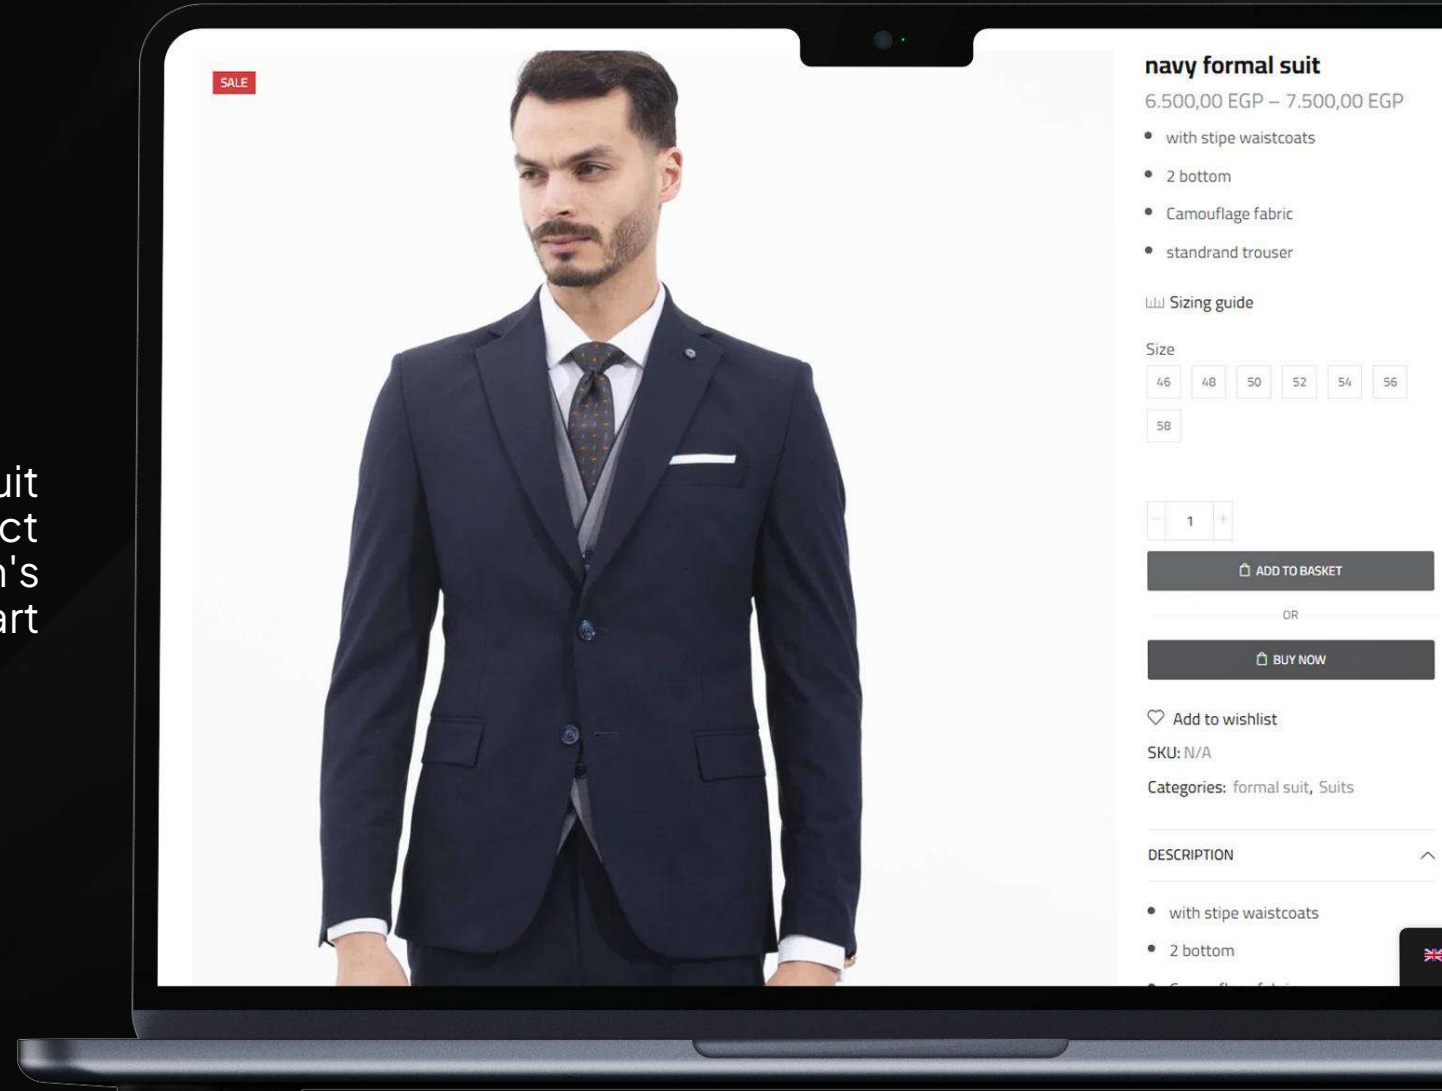 uit
ct
n's
art
SALE
navy formal suit
6.500,00 EGP – 7.500,00 EGP
with stipe waistcoats
2 bottom
Camouflage fabric
standrand trouser
Sizing guide
Size
46 48 50 52 54 56
58
- 1 +
ADD TO BASKET
OR
BUY NOW
Add to wishlist
SKU: N/A
Categories: formal suit, Suits
DESCRIPTION
with stipe waistcoats
2 bottom